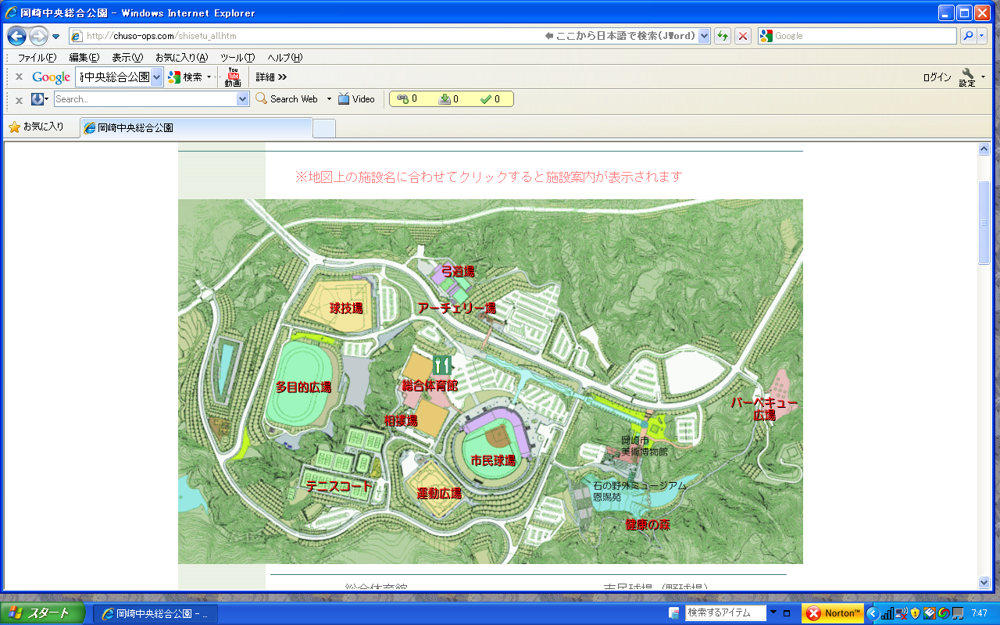 岡崎中央総合公園 - Windows Internet Explorer
http://chuso-ops.com/shisetu_all.htm
ここから日本語で検索(JWord)
Google
ファイル(F) 編集(E) 表示(V) お気に入り(A) ツール(T) ヘルプ(H)
x Google
中央総合公園
検索
You Tube
動画
詳細 >>
ログイン
設定
x Search...
Search Web
Video
0 0 0
お気に入り
岡崎中央総合公園
※地図上の施設名に合わせてクリックすると施設案内が表示されます
弓道場
球技場
アーチェリー場
多目的広場
総合体育館
相撲場
バーベキュー
広場
岡崎市
美術博物館
市民球場
テニスコート
運動広場
石の野外ミュージアム
恩賜苑
健康の森
総合体育館
市民球場（野球場）
スタート
岡崎中央総合公園 - ...
検索するアイテム
Norton™
7:47